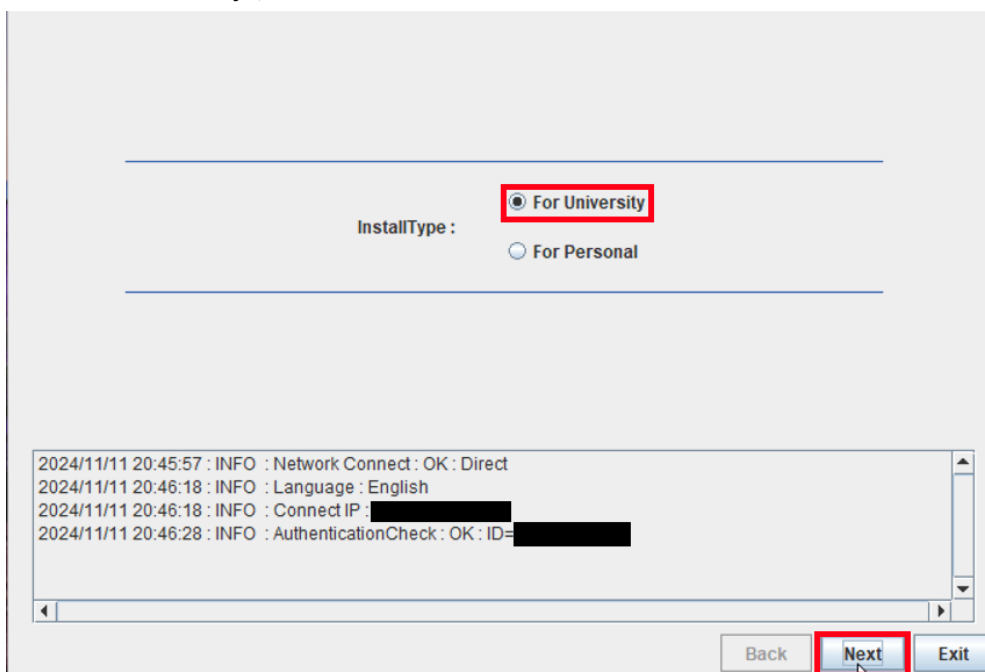 For University
InstallType :
For Personal
2024/11/11 20:45:57 : INFO : Network Connect : OK : Direct
2024/11/11 20:46:18 : INFO : Language : English
2024/11/11 20:46:18 : INFO : Connect IP :
2024/11/11 20:46:28 : INFO : AuthenticationCheck : OK : ID=
Back Next Exit